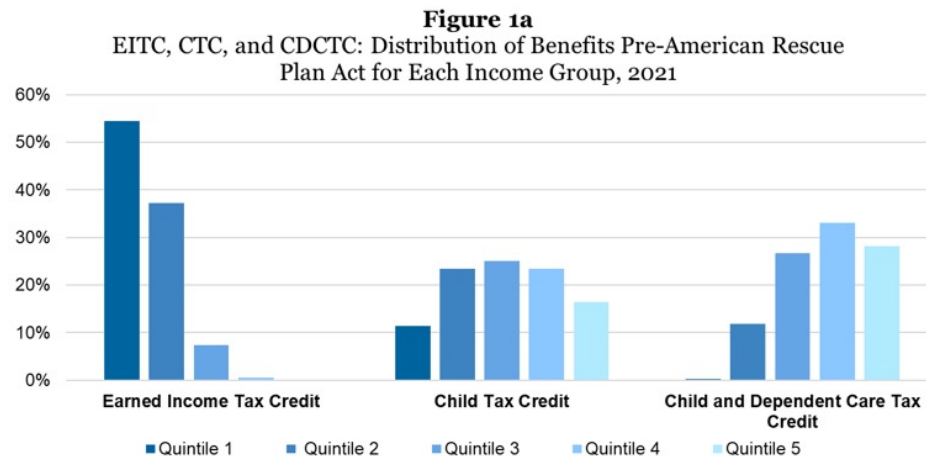 Figure 1a
EITC, CTC, and CDCTC: Distribution of Benefits Pre-American Rescue
Plan Act for Each Income Group, 2021
60%
50%
40%
30%
20%
10%
0%
Earned Income Tax Credit
Child Tax Credit
Child and Dependent Care Tax
Credit
Quintile 1
Quintile 2
Quintile 3
Quintile 4
Quintile 5